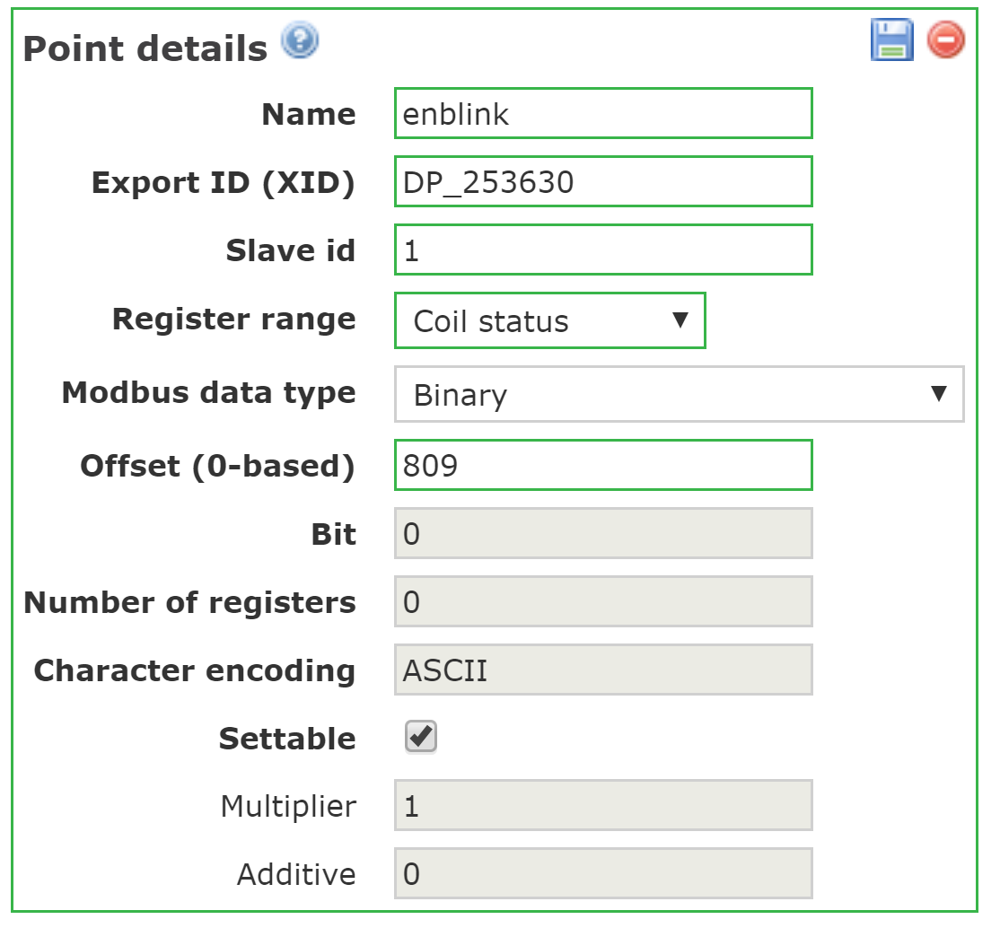 Point details ?
Name enblink
Export ID (XID) DP_253630
Slave id 1
Register range Coil status ▼
Modbus data type Binary ▼
Offset (0-based) 809
Bit 0
Number of registers 0
Character encoding ASCII
Settable
Multiplier 1
Additive 0